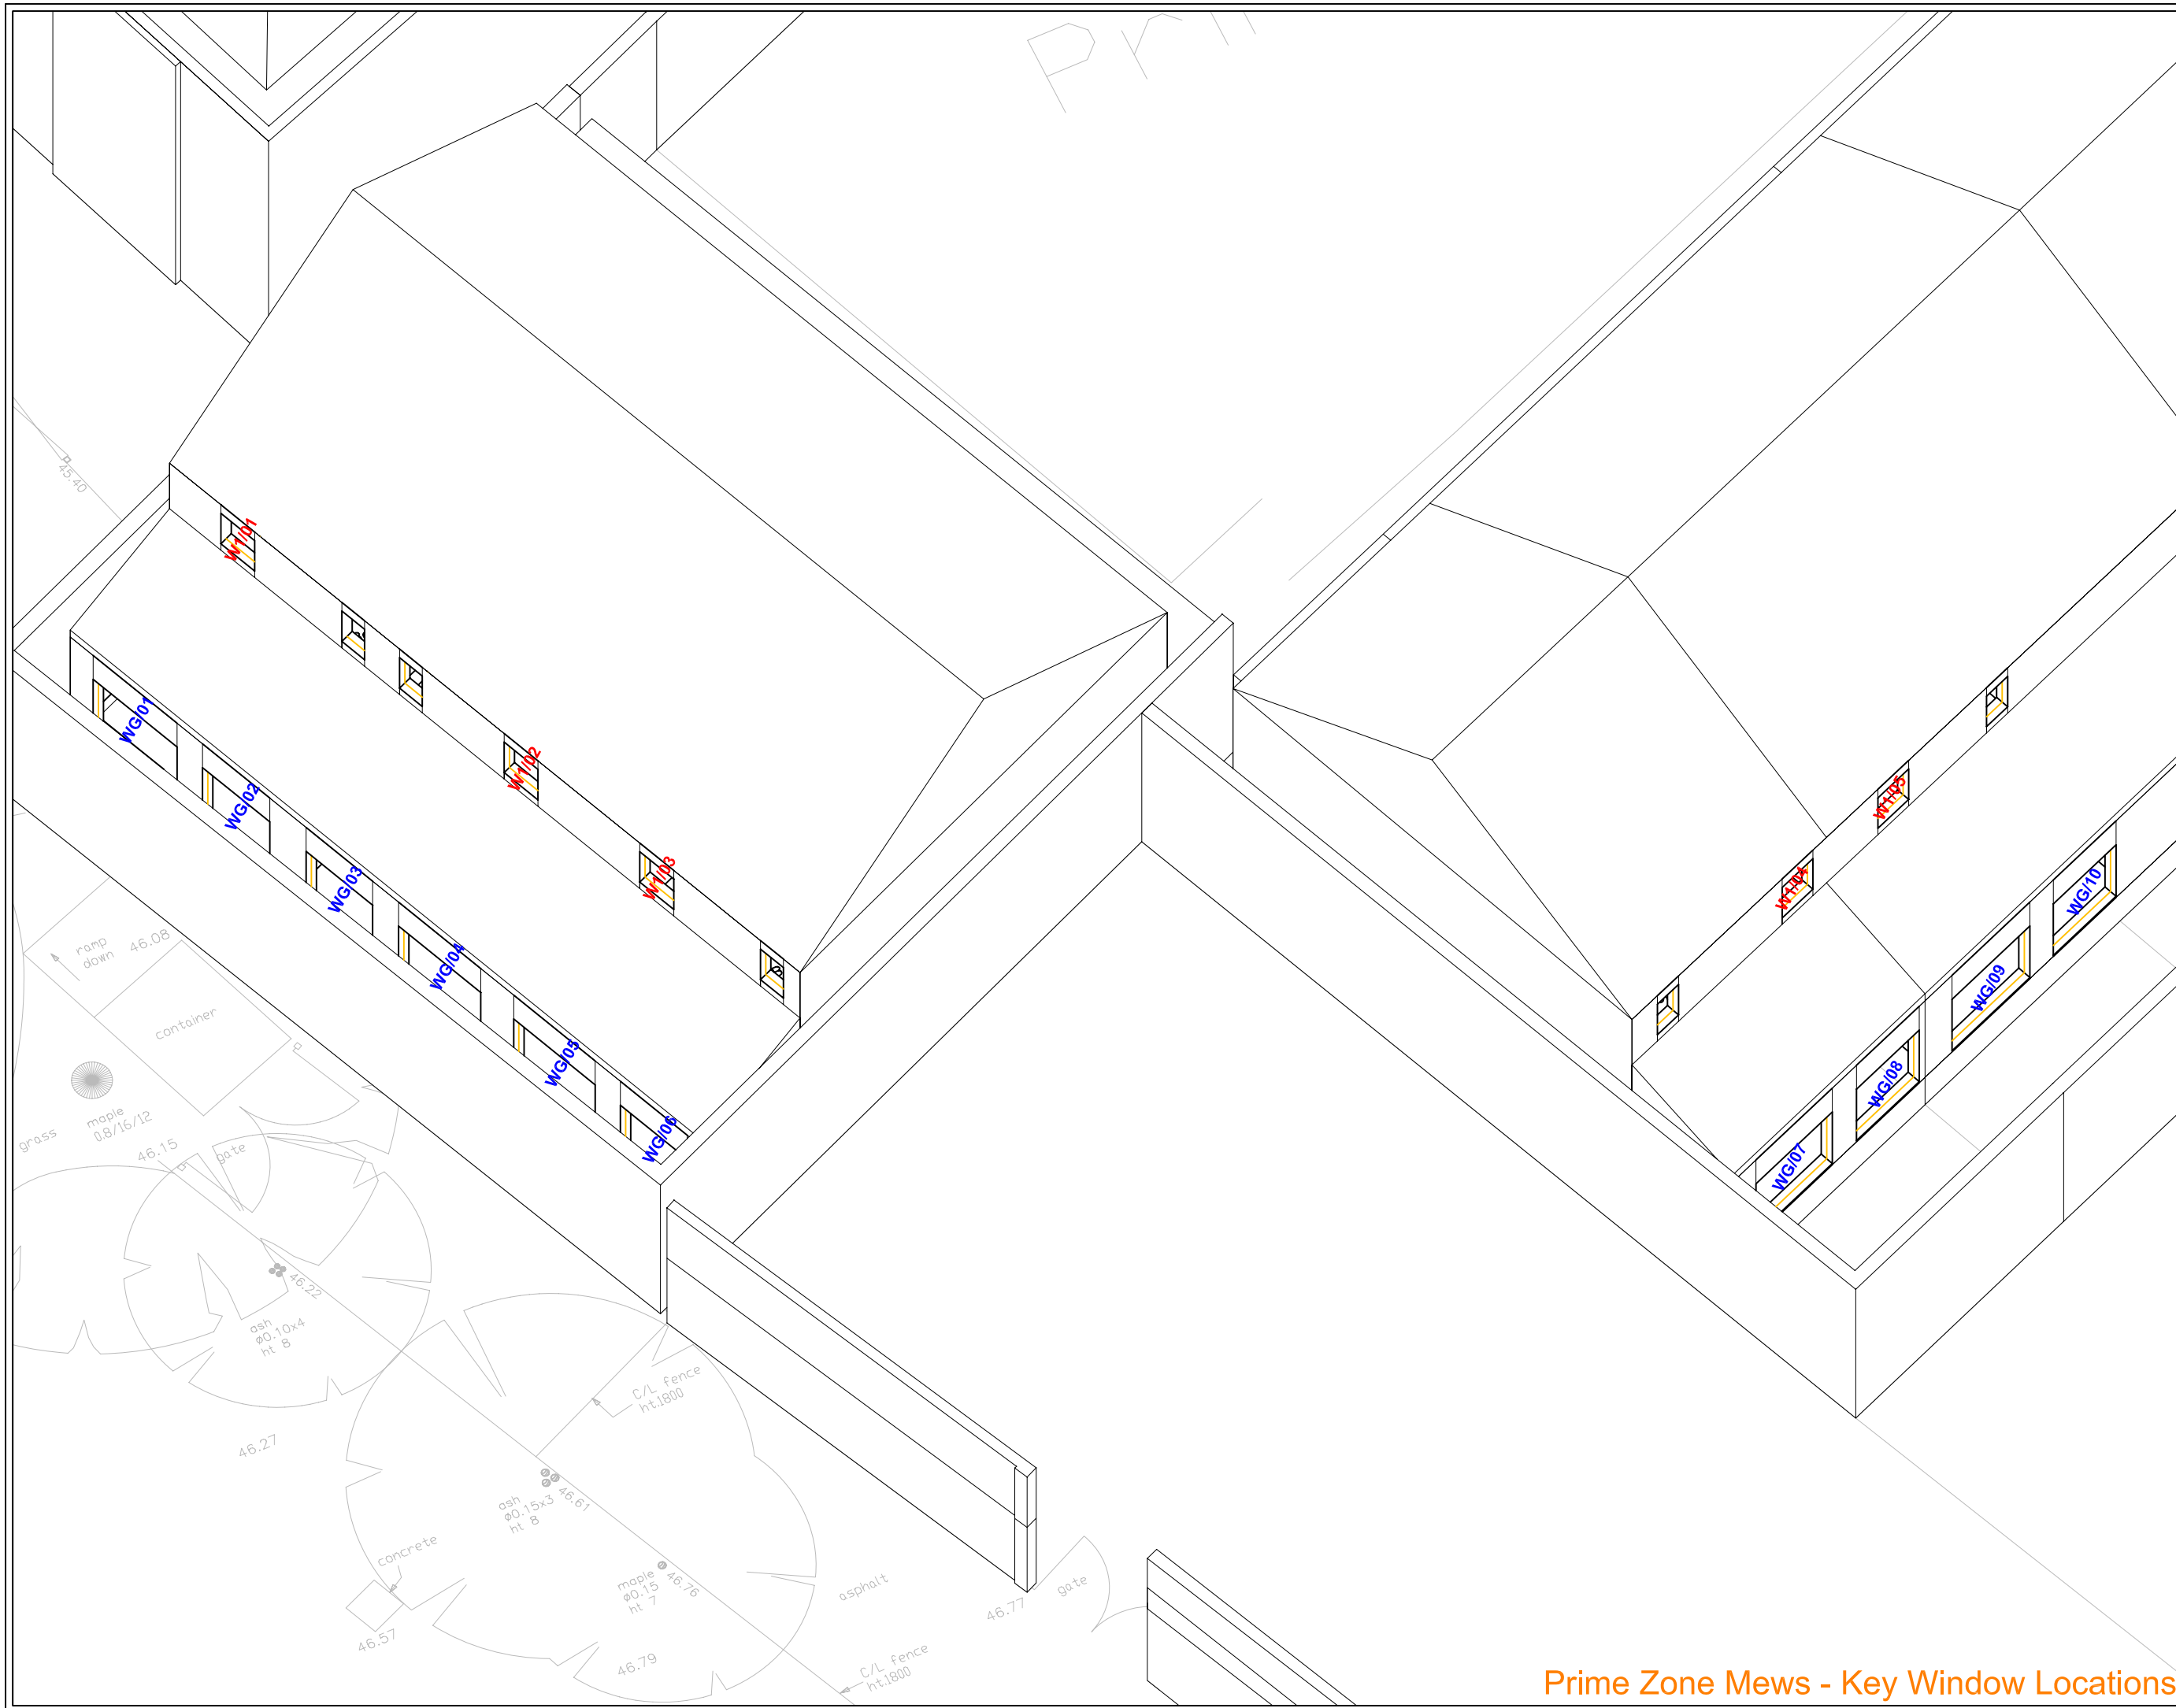 45.40
W1/01
W1/02
W1/03
W1/04
W1/05
WG/01
WG/02
WG/03
WG/04
WG/05
WG/06
WG/07
WG/08
WG/09
WG/10
ramp
down
46.08
container
maple
0.8/16/12
grass
46.15
gate
46.22
ash
ø0.10x4
ht 8
46.27
C/L fence
ht.1800
ash
ø0.15x3
ht 8
46.61
concrete
46.57
maple
ø0.15
ht 7
46.76
46.79
asphalt
46.77
gate
C/L fence
ht.1800
Prime Zone Mews - Key Window Locations